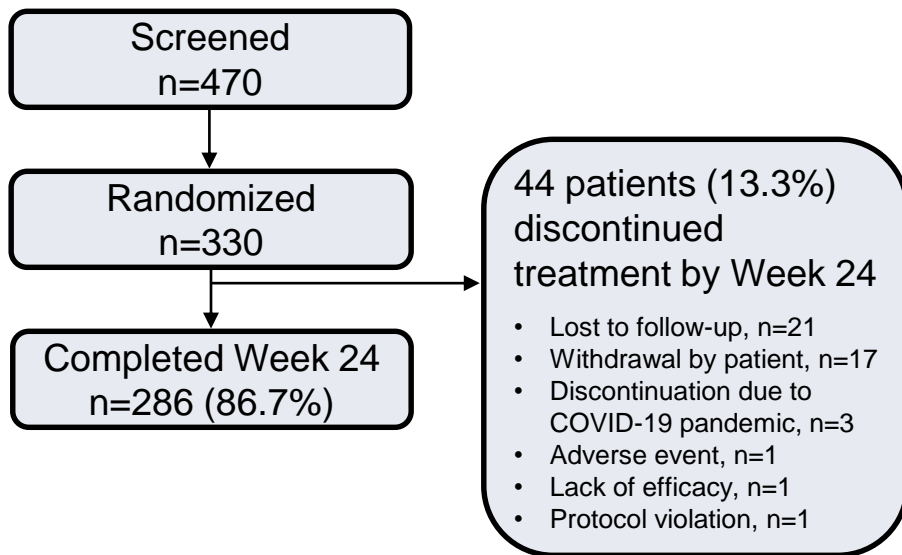 Screened
n=470
Randomized
n=330
44 patients (13.3%)
discontinued
treatment by Week 24
• Lost to follow-up, n=21
• Withdrawal by patient, n=17
• Discontinuation due to
COVID-19 pandemic, n=3
• Adverse event, n=1
• Lack of efficacy, n=1
• Protocol violation, n=1
Completed Week 24
n=286 (86.7%)